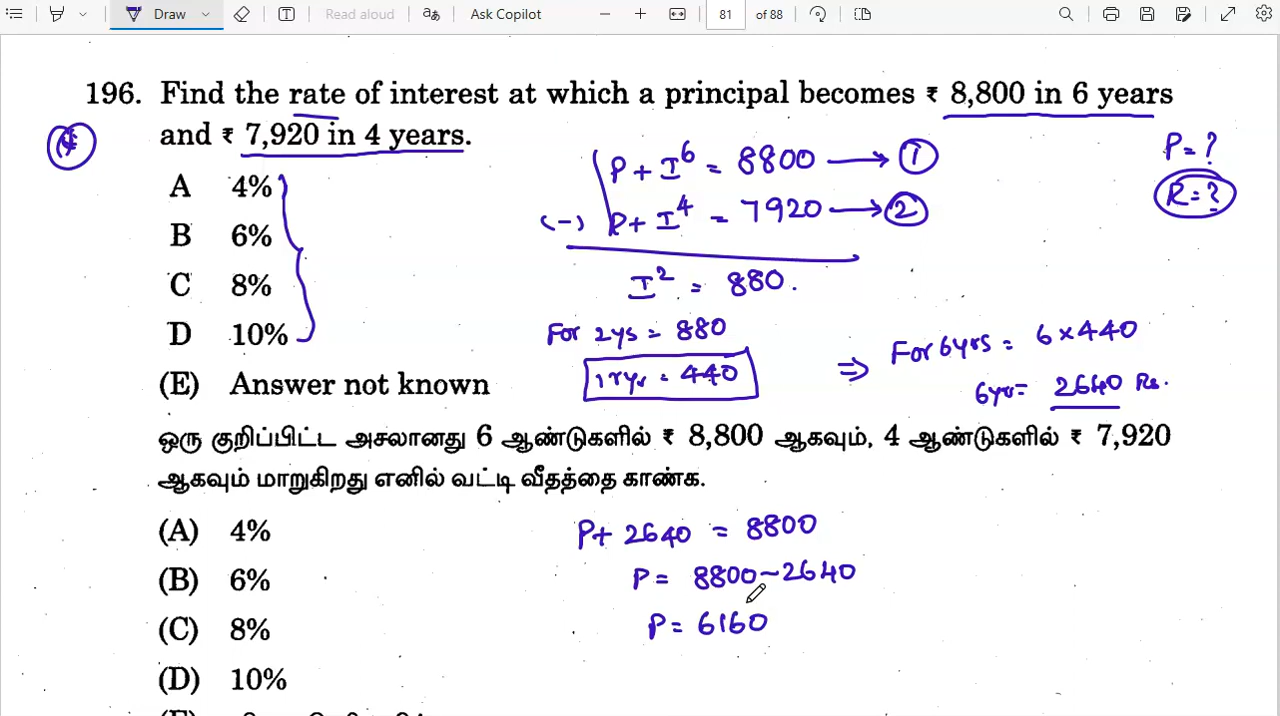 Draw
Read aloud
Ask Copilot
81 of 88
196. Find the rate of interest at which a principal becomes ₹ 8,800 in 6 years
and ₹ 7,920 in 4 years.
P = ?
R = ?
A 4%
B 6%
C 8%
D 10%
(E) Answer not known
P + I⁶ = 8800 → ①
(-) P + I⁴ = 7920 → ②
I² = 880.
For 2ys = 880
1 yr = 440
⇒ For 6yrs = 6 × 440
6yr = 2640 Rs.
ஒரு குறிப்பிட்ட அசலானது 6 ஆண்டுகளில் ₹ 8,800 ஆகவும், 4 ஆண்டுகளில் ₹ 7,920
ஆகவும் மாறுகிறது எனில் வட்டி வீதத்தை காண்க.
(A) 4%
(B) 6%
(C) 8%
(D) 10%
P + 2640 = 8800
P = 8800 - 2640
P = 6160